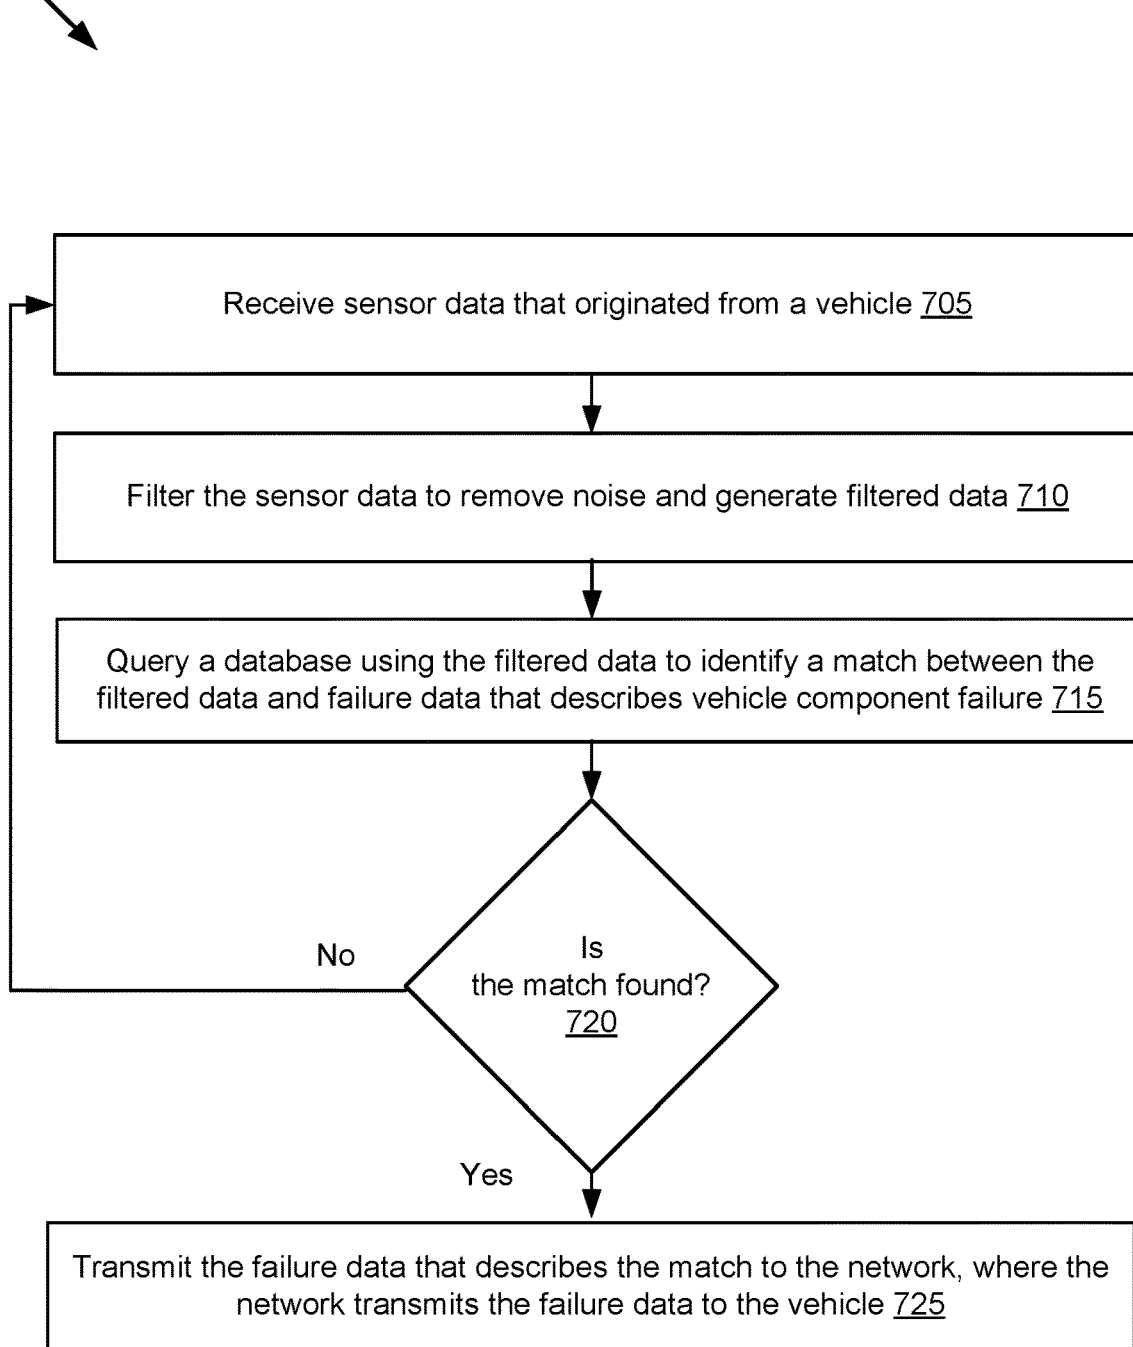 Receive sensor data that originated from a vehicle 705
Filter the sensor data to remove noise and generate filtered data 710
Query a database using the filtered data to identify a match between the
filtered data and failure data that describes vehicle component failure 715
Is
the match found?
720
No
Yes
Transmit the failure data that describes the match to the network, where the
network transmits the failure data to the vehicle 725